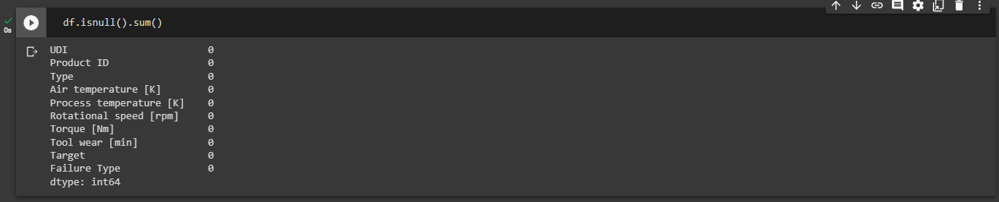 df.isnull().sum()
0s
UDI 0
Product ID 0
Type 0
Air temperature [K] 0
Process temperature [K] 0
Rotational speed [rpm] 0
Torque [Nm] 0
Tool wear [min] 0
Target 0
Failure Type 0
dtype: int64